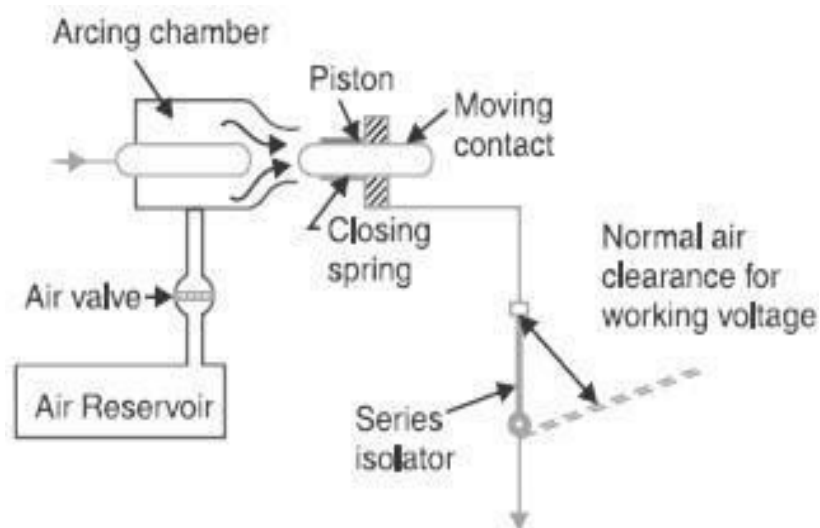 Arcing chamber
Piston
Moving
contact
Closing
spring
Normal air
clearance for
working voltage
Air valve
Air Reservoir
Series
isolator